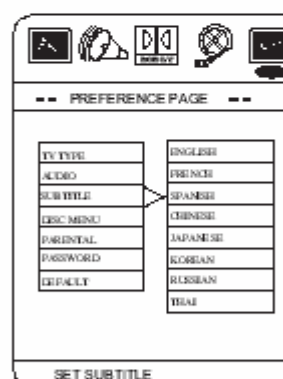 DOLBY
-- PREFERENCE PAGE --
TV TYPE
AUDIO
SUBTITLE
DISC MENU
PARENTAL
PASSWORD
DEFAULT
ENGLISH
FRENCH
SPANISH
CHINESE
JAPANESE
KOREAN
RUSSIAN
THAI
SET SUBTITLE